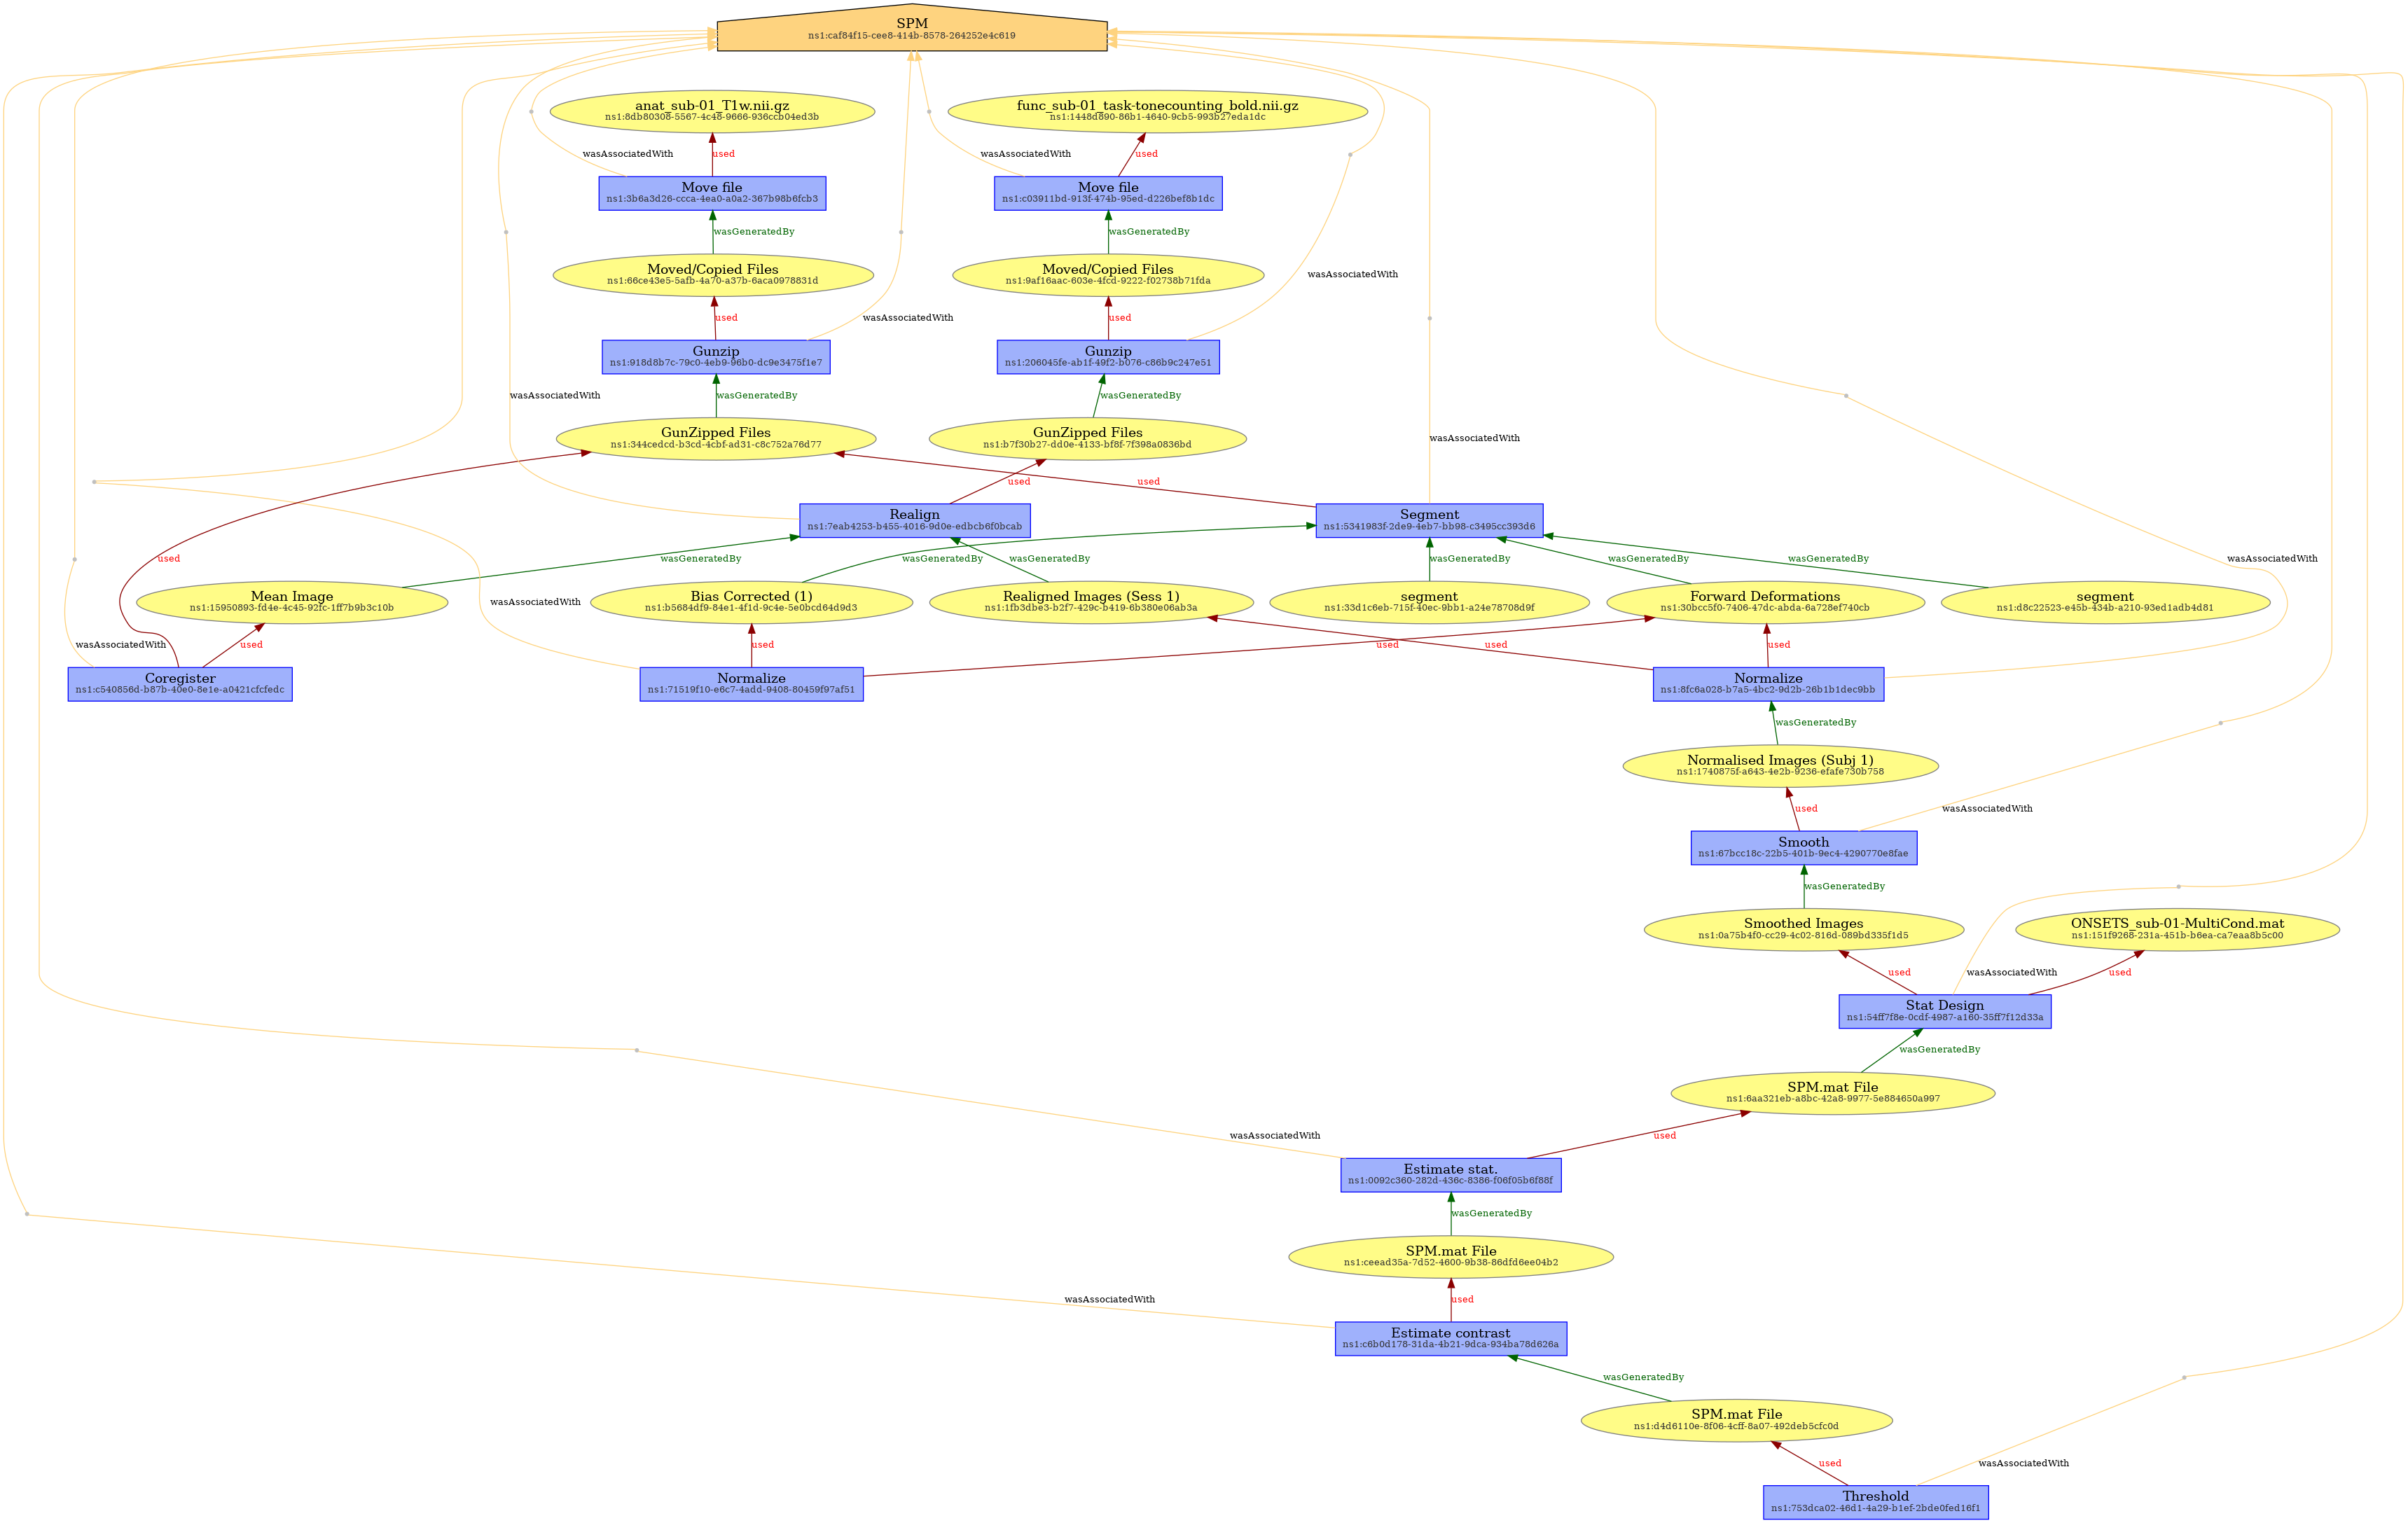 SPM
ns1:caf84f15-cee8-414b-8578-264252e4c619
anat_sub-01_T1w.nii.gz
ns1:8db80308-5567-4c48-9666-936ccb04ed3b
func_sub-01_task-tonecounting_bold.nii.gz
ns1:1448d890-86b1-4640-9cb5-993b27eda1dc
wasAssociatedWith
used
wasAssociatedWith
used
Move file
ns1:3b6a3d26-ccca-4ea0-a0a2-367b98b6fcb3
Move file
ns1:c03911bd-913f-474b-95ed-d226bef8b1dc
wasGeneratedBy
wasGeneratedBy
Moved/Copied Files
ns1:66ce43e5-5afb-4a70-a37b-6aca0978831d
Moved/Copied Files
ns1:9af16aac-603e-4fcd-9222-f02738b71fda
wasAssociatedWith
used
wasAssociatedWith
used
Gunzip
ns1:918d8b7c-79c0-4eb9-96b0-dc9e3475f1e7
Gunzip
ns1:206045fe-ab1f-49f2-b076-c86b9c247e51
wasAssociatedWith
wasGeneratedBy
wasGeneratedBy
GunZipped Files
ns1:344cedcd-b3cd-4cbf-ad31-c8c752a76d77
GunZipped Files
ns1:b7f30b27-dd0e-4133-bf8f-7f398a0836bd
wasAssociatedWith
used
used
Realign
ns1:7eab4253-b455-4016-9d0e-edbcb6f0bcab
Segment
ns1:5341983f-2de9-4eb7-bb98-c3495cc393d6
used
wasGeneratedBy
wasGeneratedBy
wasGeneratedBy
wasGeneratedBy
wasGeneratedBy
wasGeneratedBy
wasAssociatedWith
Mean Image
ns1:15950893-fd4e-4c45-92fc-1ff7b9b3c10b
wasAssociatedWith
Bias Corrected (1)
ns1:b5684df9-84e1-4f1d-9c4e-5e0bcd64d9d3
Realigned Images (Sess 1)
ns1:1fb3dbe3-b2f7-429c-b419-6b380e06ab3a
segment
ns1:33d1c6eb-715f-40ec-9bb1-a24e78708d9f
Forward Deformations
ns1:30bcc5f0-7406-47dc-abda-6a728ef740cb
segment
ns1:d8c22523-e45b-434b-a210-93ed1adb4d81
wasAssociatedWith
used
used
used
used
used
Coregister
ns1:c540856d-b87b-40e0-8e1e-a0421cfcfedc
Normalize
ns1:71519f10-e6c7-4add-9408-80459f97af51
Normalize
ns1:8fc6a028-b7a5-4bc2-9d2b-26b1b1dec9bb
wasGeneratedBy
Normalised Images (Subj 1)
ns1:1740875f-a643-4e2b-9236-efafe730b758
used
wasAssociatedWith
Smooth
ns1:67bcc18c-22b5-401b-9ec4-4290770e8fae
wasGeneratedBy
Smoothed Images
ns1:0a75b4f0-cc29-4c02-816d-089bd335f1d5
ONSETS_sub-01-MultiCond.mat
ns1:151f9268-231a-451b-b6ea-ca7eaa8b5c00
used
wasAssociatedWith
used
Stat Design
ns1:54ff7f8e-0cdf-4987-a160-35ff7f12d33a
wasGeneratedBy
SPM.mat File
ns1:6aa321eb-a8bc-42a8-9977-5e884650a997
wasAssociatedWith
used
Estimate stat.
ns1:0092c360-282d-436c-8386-f06f05b6f88f
wasGeneratedBy
SPM.mat File
ns1:ceead35a-7d52-4600-9b38-86dfd6ee04b2
wasAssociatedWith
used
Estimate contrast
ns1:c6b0d178-31da-4b21-9dca-934ba78d626a
wasGeneratedBy
SPM.mat File
ns1:d4d6110e-8f06-4cff-8a07-492deb5cfc0d
used
wasAssociatedWith
Threshold
ns1:753dca02-46d1-4a29-b1ef-2bde0fed16f1